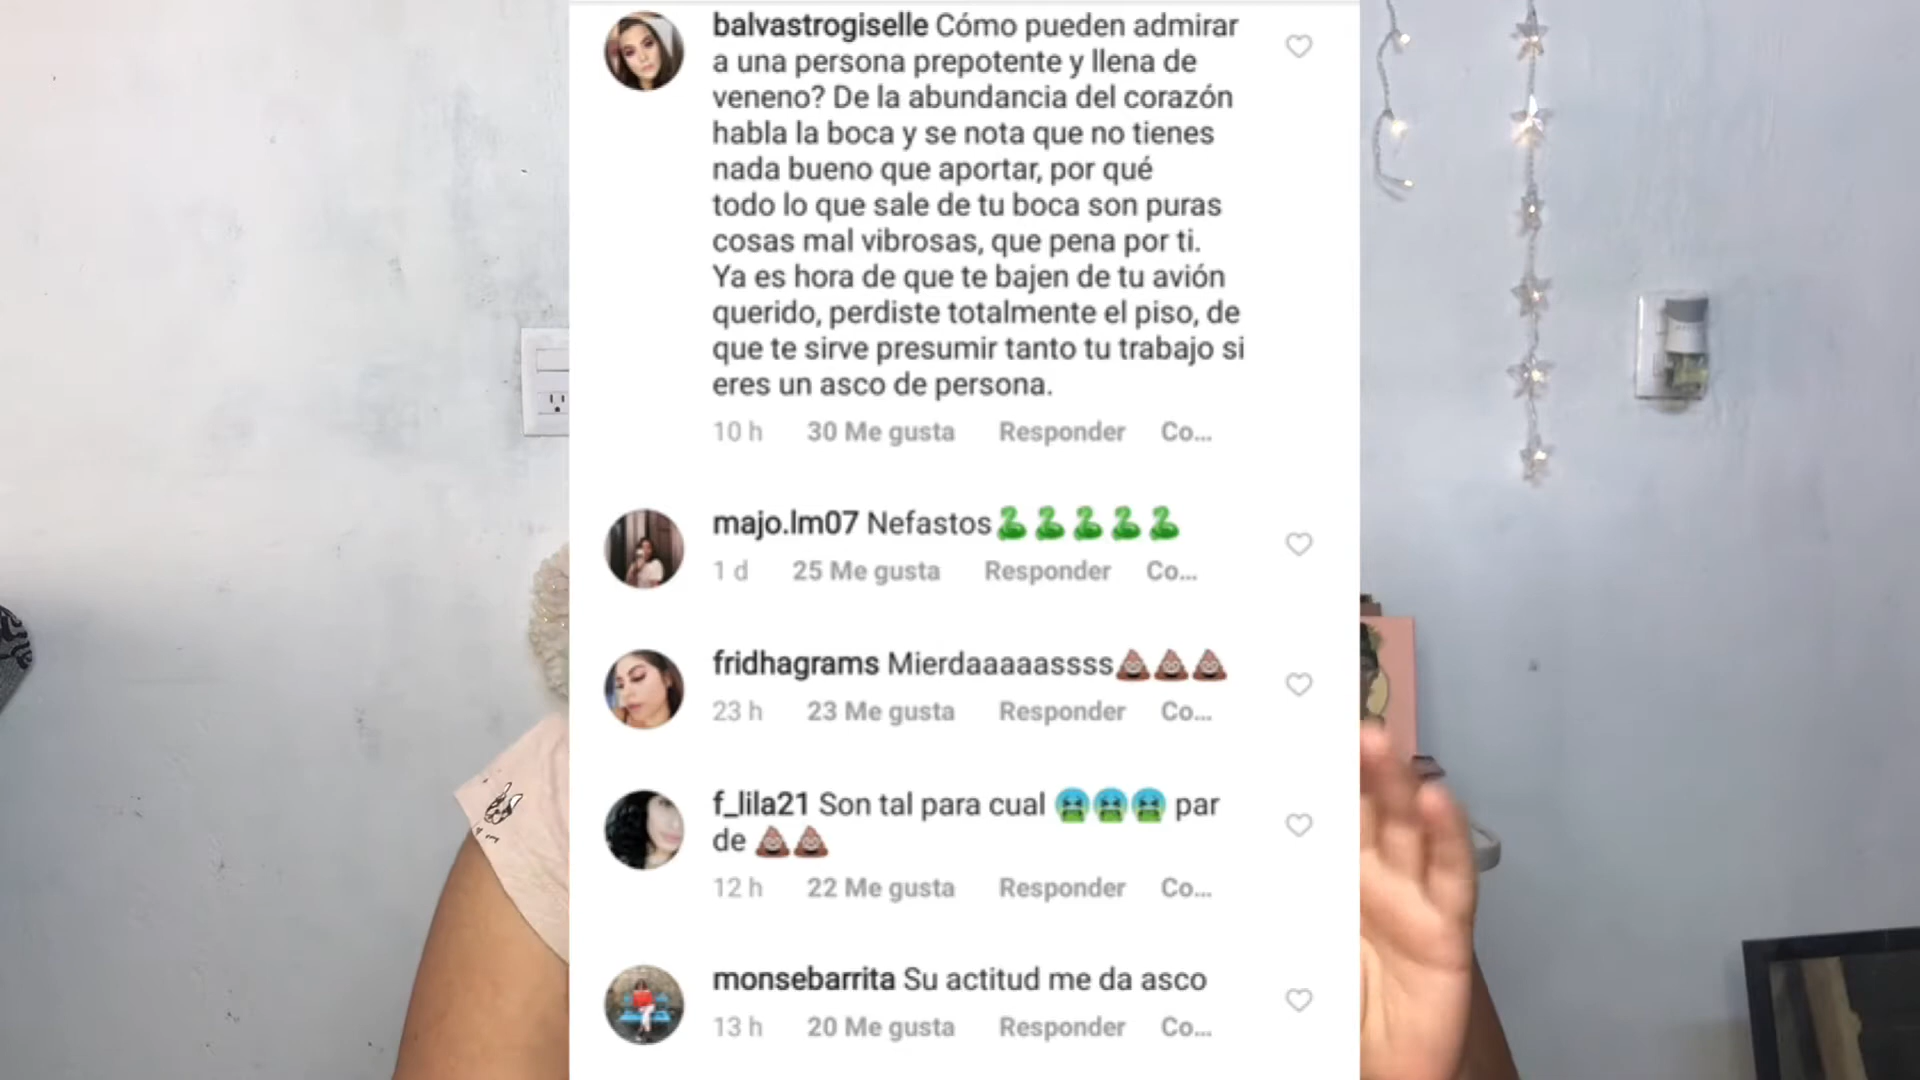 balvastrogiselle Cómo pueden admirar
a una persona prepotente y llena de
veneno? De la abundancia del corazón
habla la boca y se nota que no tienes
nada bueno que aportar, por qué
todo lo que sale de tu boca son puras
cosas mal vibrosas, que pena por ti.
Ya es hora de que te bajen de tu avión
querido, perdiste totalmente el piso, de
que te sirve presumir tanto tu trabajo si
eres un asco de persona.
10 h 30 Me gusta Responder Co...
majo.lm07 Nefastos🐍🐍🐍🐍🐍
1 d 25 Me gusta Responder Co...
fridhagrams Mierdaaaaassss💩💩💩
23 h 23 Me gusta Responder Co...
f_lila21 Son tal para cual 🤮🤮🤮 par
de 💩💩
12 h 22 Me gusta Responder Co...
monsebarrita Su actitud me da asco
13 h 20 Me gusta Responder Co...